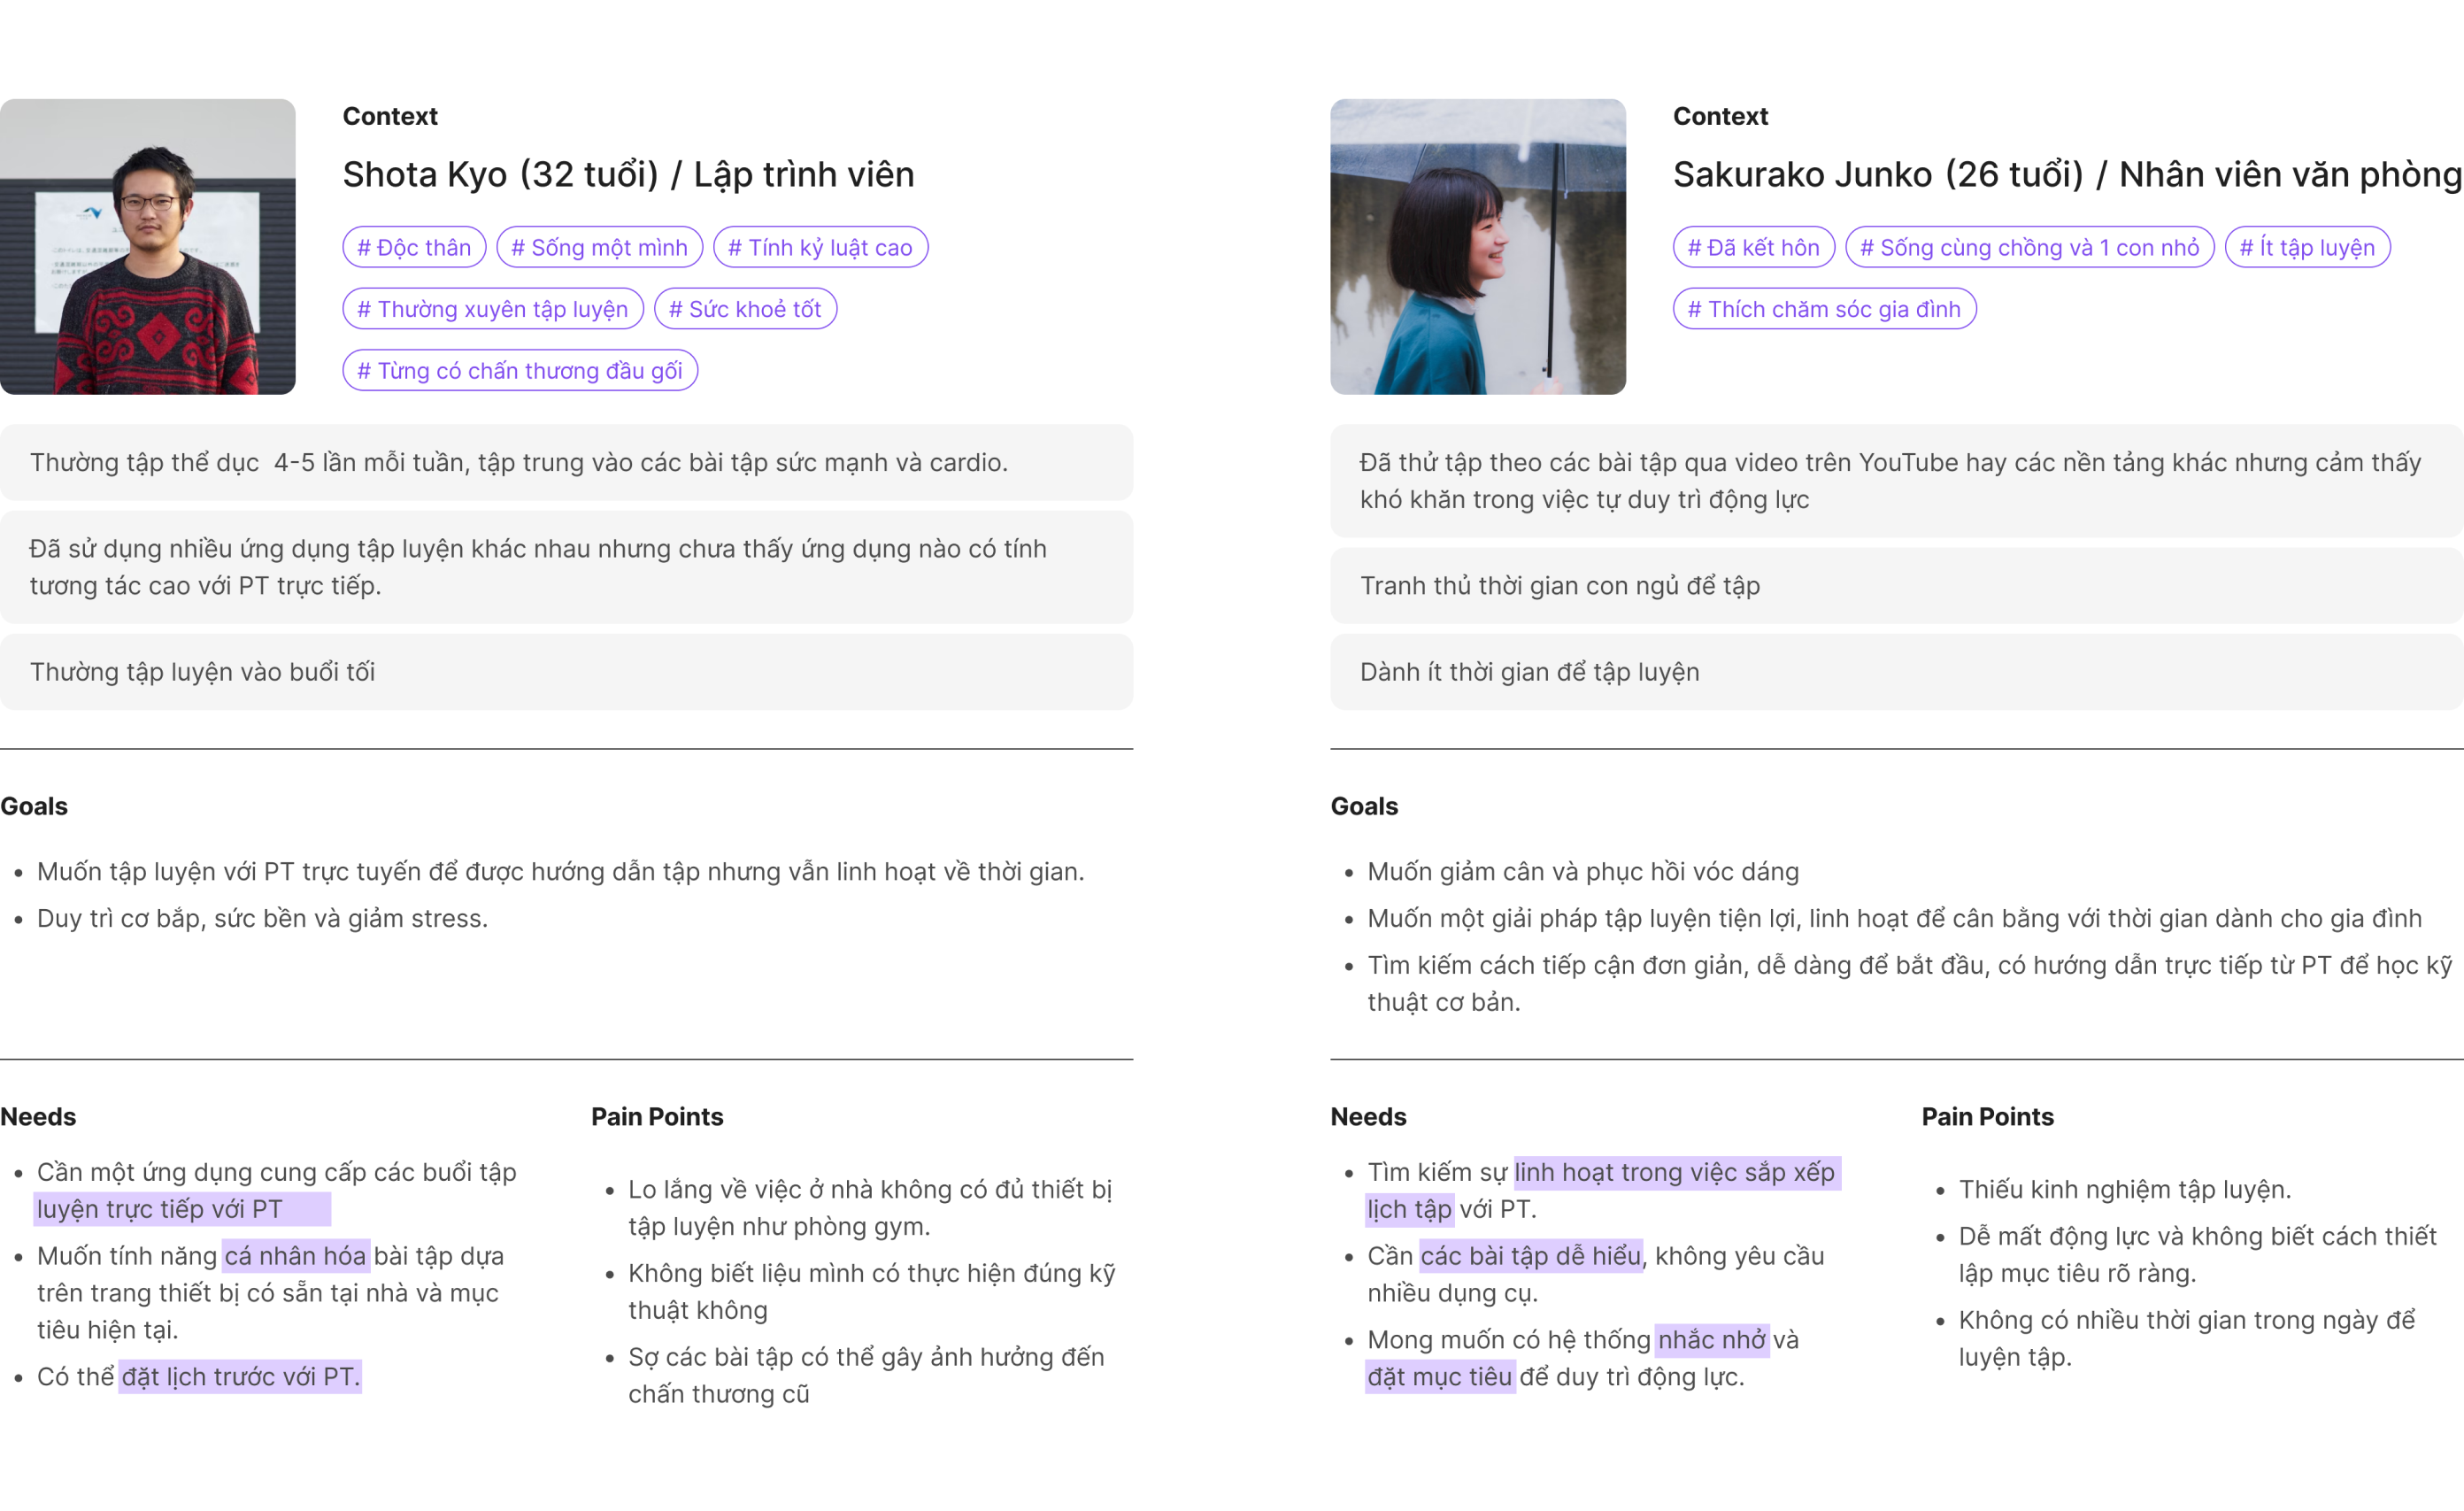 Context
Shota Kyo (32 tuổi) / Lập trình viên
# Độc thân
# Sống một mình
# Tính kỷ luật cao
# Thường xuyên tập luyện
# Sức khoẻ tốt
# Từng có chấn thương đầu gối
Thường tập thể dục  4-5 lần mỗi tuần, tập trung vào các bài tập sức mạnh và cardio.
Đã sử dụng nhiều ứng dụng tập luyện khác nhau nhưng chưa thấy ứng dụng nào có tính
tương tác cao với PT trực tiếp.
Thường tập luyện vào buổi tối
Goals
• Muốn tập luyện với PT trực tuyến để được hướng dẫn tập nhưng vẫn linh hoạt về thời gian.
• Duy trì cơ bắp, sức bền và giảm stress.
Needs
• Cần một ứng dụng cung cấp các buổi tập
luyện trực tiếp với PT
• Muốn tính năng cá nhân hóa bài tập dựa
trên trang thiết bị có sẵn tại nhà và mục
tiêu hiện tại.
• Có thể đặt lịch trước với PT.
Pain Points
• Lo lắng về việc ở nhà không có đủ thiết bị
tập luyện như phòng gym.
• Không biết liệu mình có thực hiện đúng kỹ
thuật không
• Sợ các bài tập có thể gây ảnh hưởng đến
chấn thương cũ
Context
Sakurako Junko (26 tuổi) / Nhân viên văn phòng
# Đã kết hôn
# Sống cùng chồng và 1 con nhỏ
# Ít tập luyện
# Thích chăm sóc gia đình
Đã thử tập theo các bài tập qua video trên YouTube hay các nền tảng khác nhưng cảm thấy
khó khăn trong việc tự duy trì động lực
Tranh thủ thời gian con ngủ để tập
Dành ít thời gian để tập luyện
Goals
• Muốn giảm cân và phục hồi vóc dáng
• Muốn một giải pháp tập luyện tiện lợi, linh hoạt để cân bằng với thời gian dành cho gia đình
• Tìm kiếm cách tiếp cận đơn giản, dễ dàng để bắt đầu, có hướng dẫn trực tiếp từ PT để học kỹ
thuật cơ bản.
Needs
• Tìm kiếm sự linh hoạt trong việc sắp xếp
lịch tập với PT.
• Cần các bài tập dễ hiểu, không yêu cầu
nhiều dụng cụ.
• Mong muốn có hệ thống nhắc nhở và
đặt mục tiêu để duy trì động lực.
Pain Points
• Thiếu kinh nghiệm tập luyện.
• Dễ mất động lực và không biết cách thiết
lập mục tiêu rõ ràng.
• Không có nhiều thời gian trong ngày để
luyện tập.